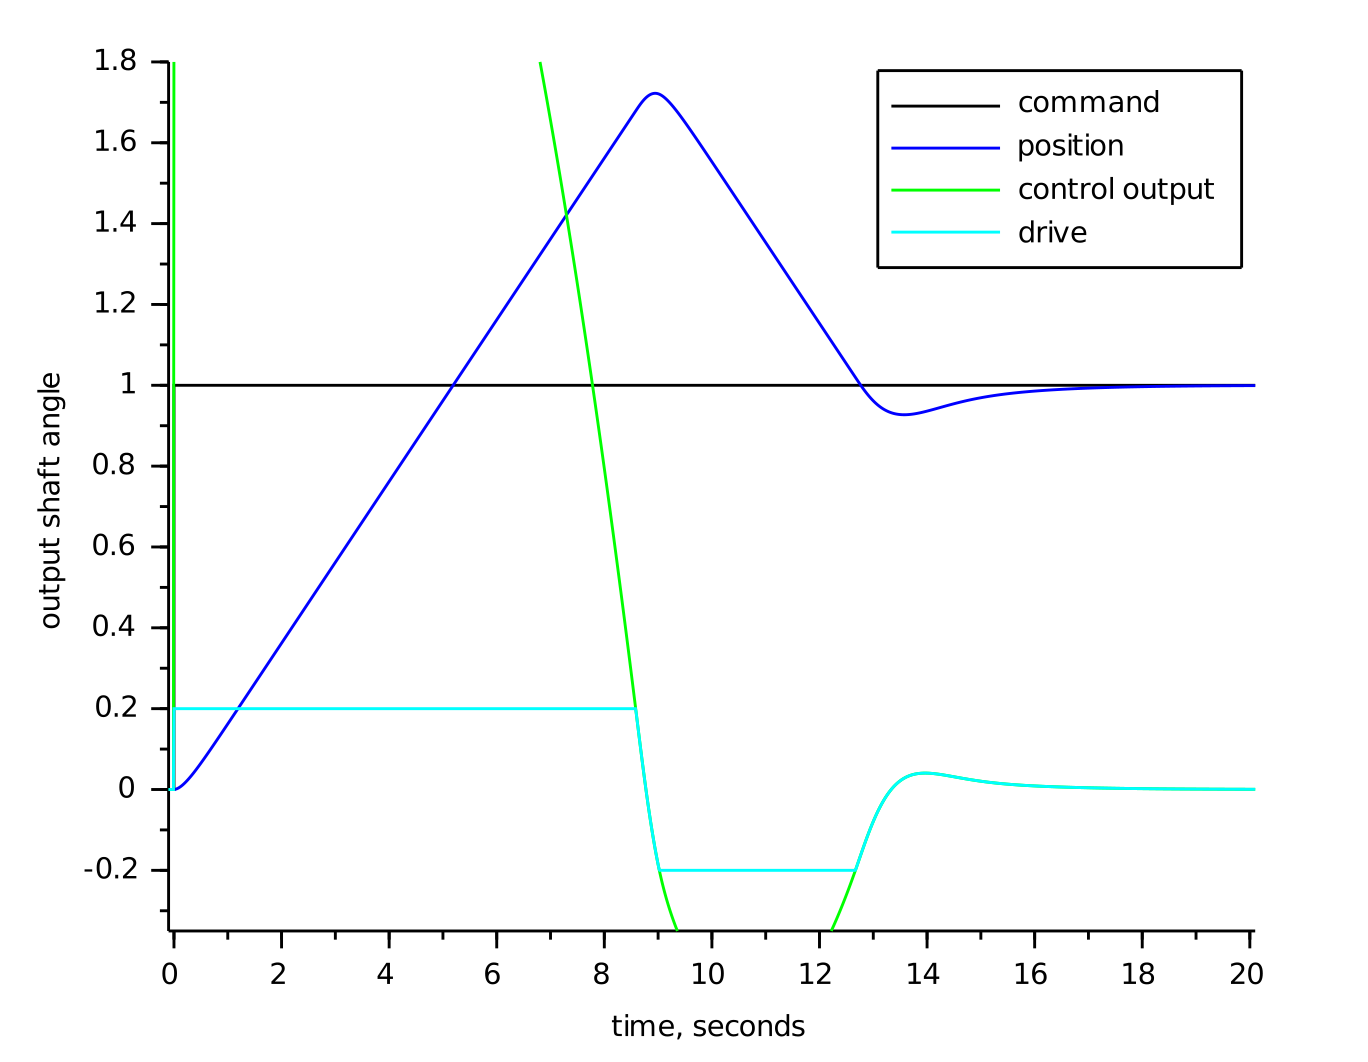 1.8
1.6
1.4
1.2
1
0.8
0.6
0.4
0.2
0
-0.2
output shaft angle
command
position
control output
drive
0 2 4 6 8 10 12 14 16 18 20
time, seconds